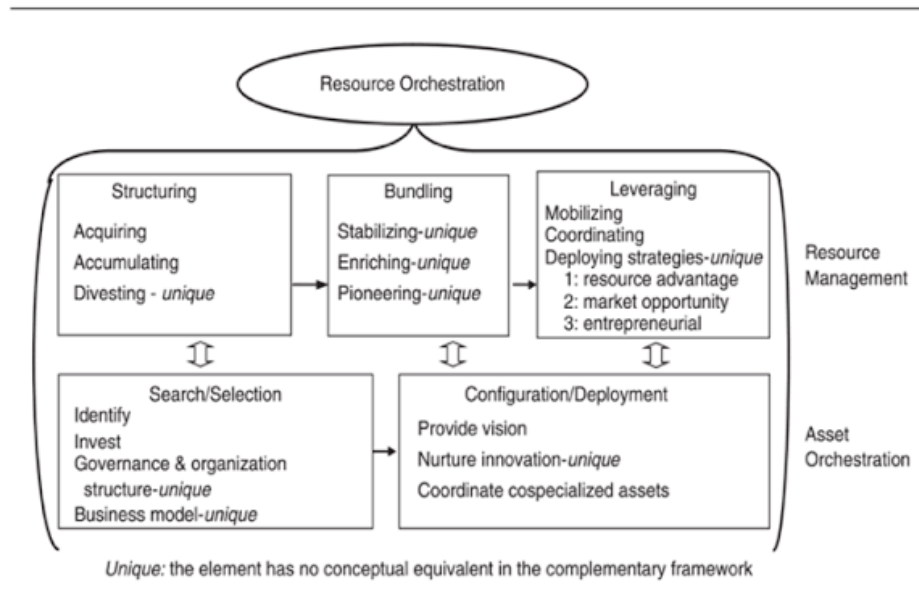 Resource Orchestration
Structuring
Acquiring
Accumulating
Divesting - unique
Bundling
Stabilizing-unique
Enriching-unique
Pioneering-unique
Leveraging
Mobilizing
Coordinating
Deploying strategies-unique
1: resource advantage
2: market opportunity
3: entrepreneurial
Resource
Management
Search/Selection
Identify
Invest
Governance & organization
structure-unique
Business model-unique
Configuration/Deployment
Provide vision
Nurture innovation-unique
Coordinate cospecialized assets
Asset
Orchestration
Unique: the element has no conceptual equivalent in the complementary framework